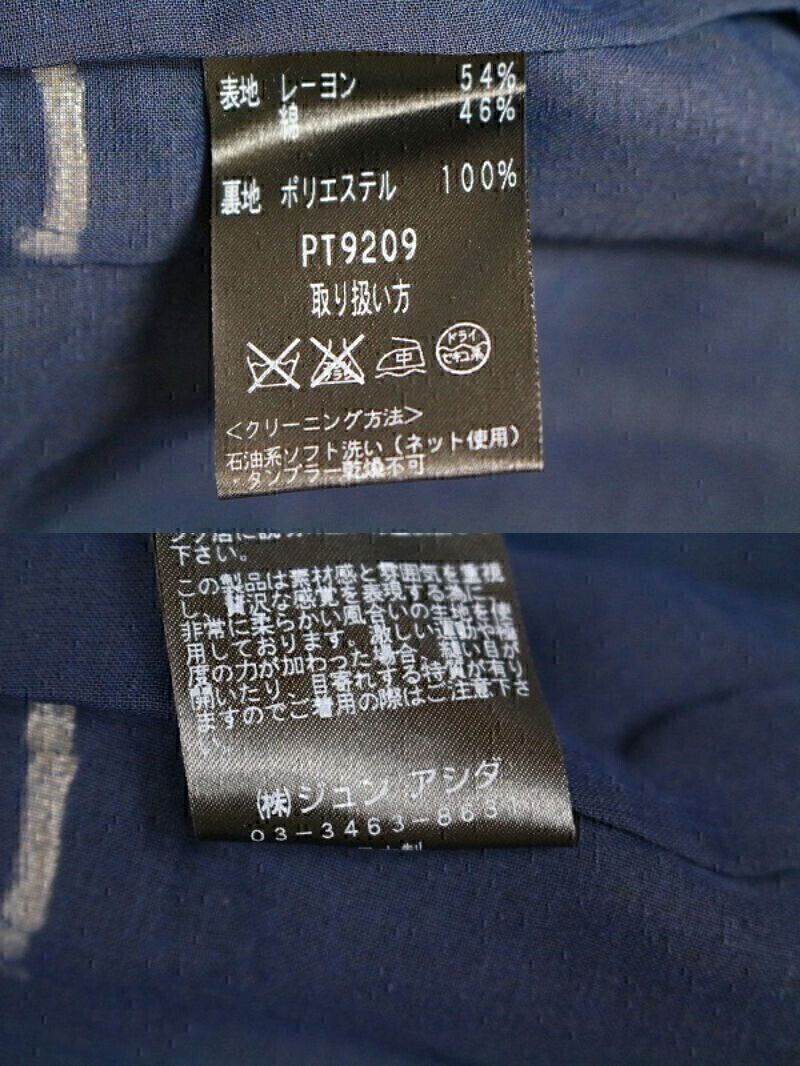 表地 レーヨン 54%
綿 46%
裏地 ポリエステル 100%
PT9209
取り扱い方
エンソサラシ
中
ドライ
セキユ系
<クリーニング方法>
石油系ソフト洗い(ネット使用)
タンブラー乾燥不可
下さい。
この製品は素材感と雰囲気を重視
し、贅沢な感覚を表現する為に
非常に柔らかい風合いの生地を使
用しております。激しい運動や極
度の力が加わった場合、縫い目が
開いたり、目寄れする特質が有り
ますのでご着用の際はご注意下さ
い。
(株)ジュン アシダ
03-3463-8631